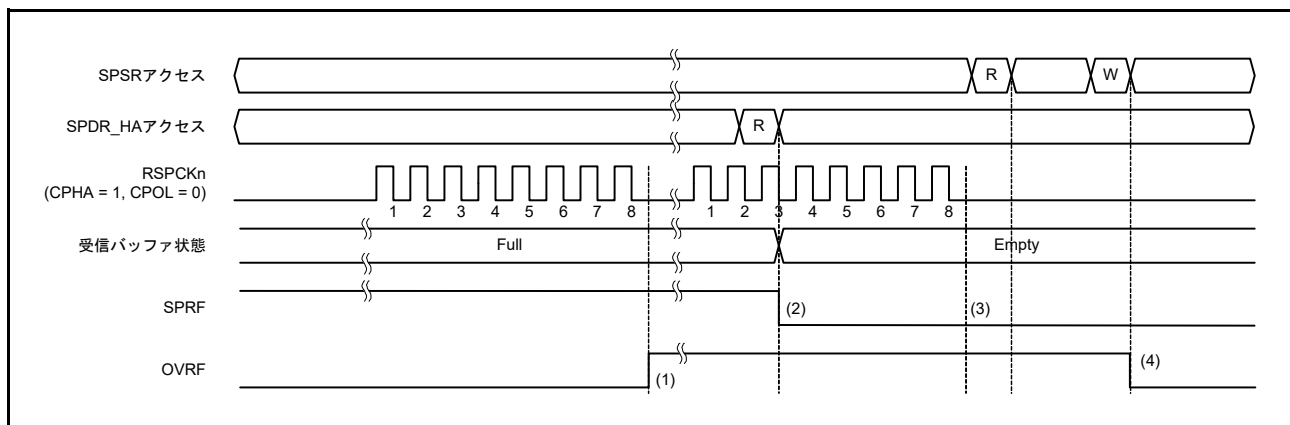 SPSRアクセス
R
W
SPDR_HAアクセス
R
RSPCKn
(CPHA = 1, CPOL = 0)
1 2 3 4 5 6 7 8 1 2 3 4 5 6 7 8
受信バッファ状態
Full
Empty
SPRF
(2)
(3)
OVRF
(1)
(4)